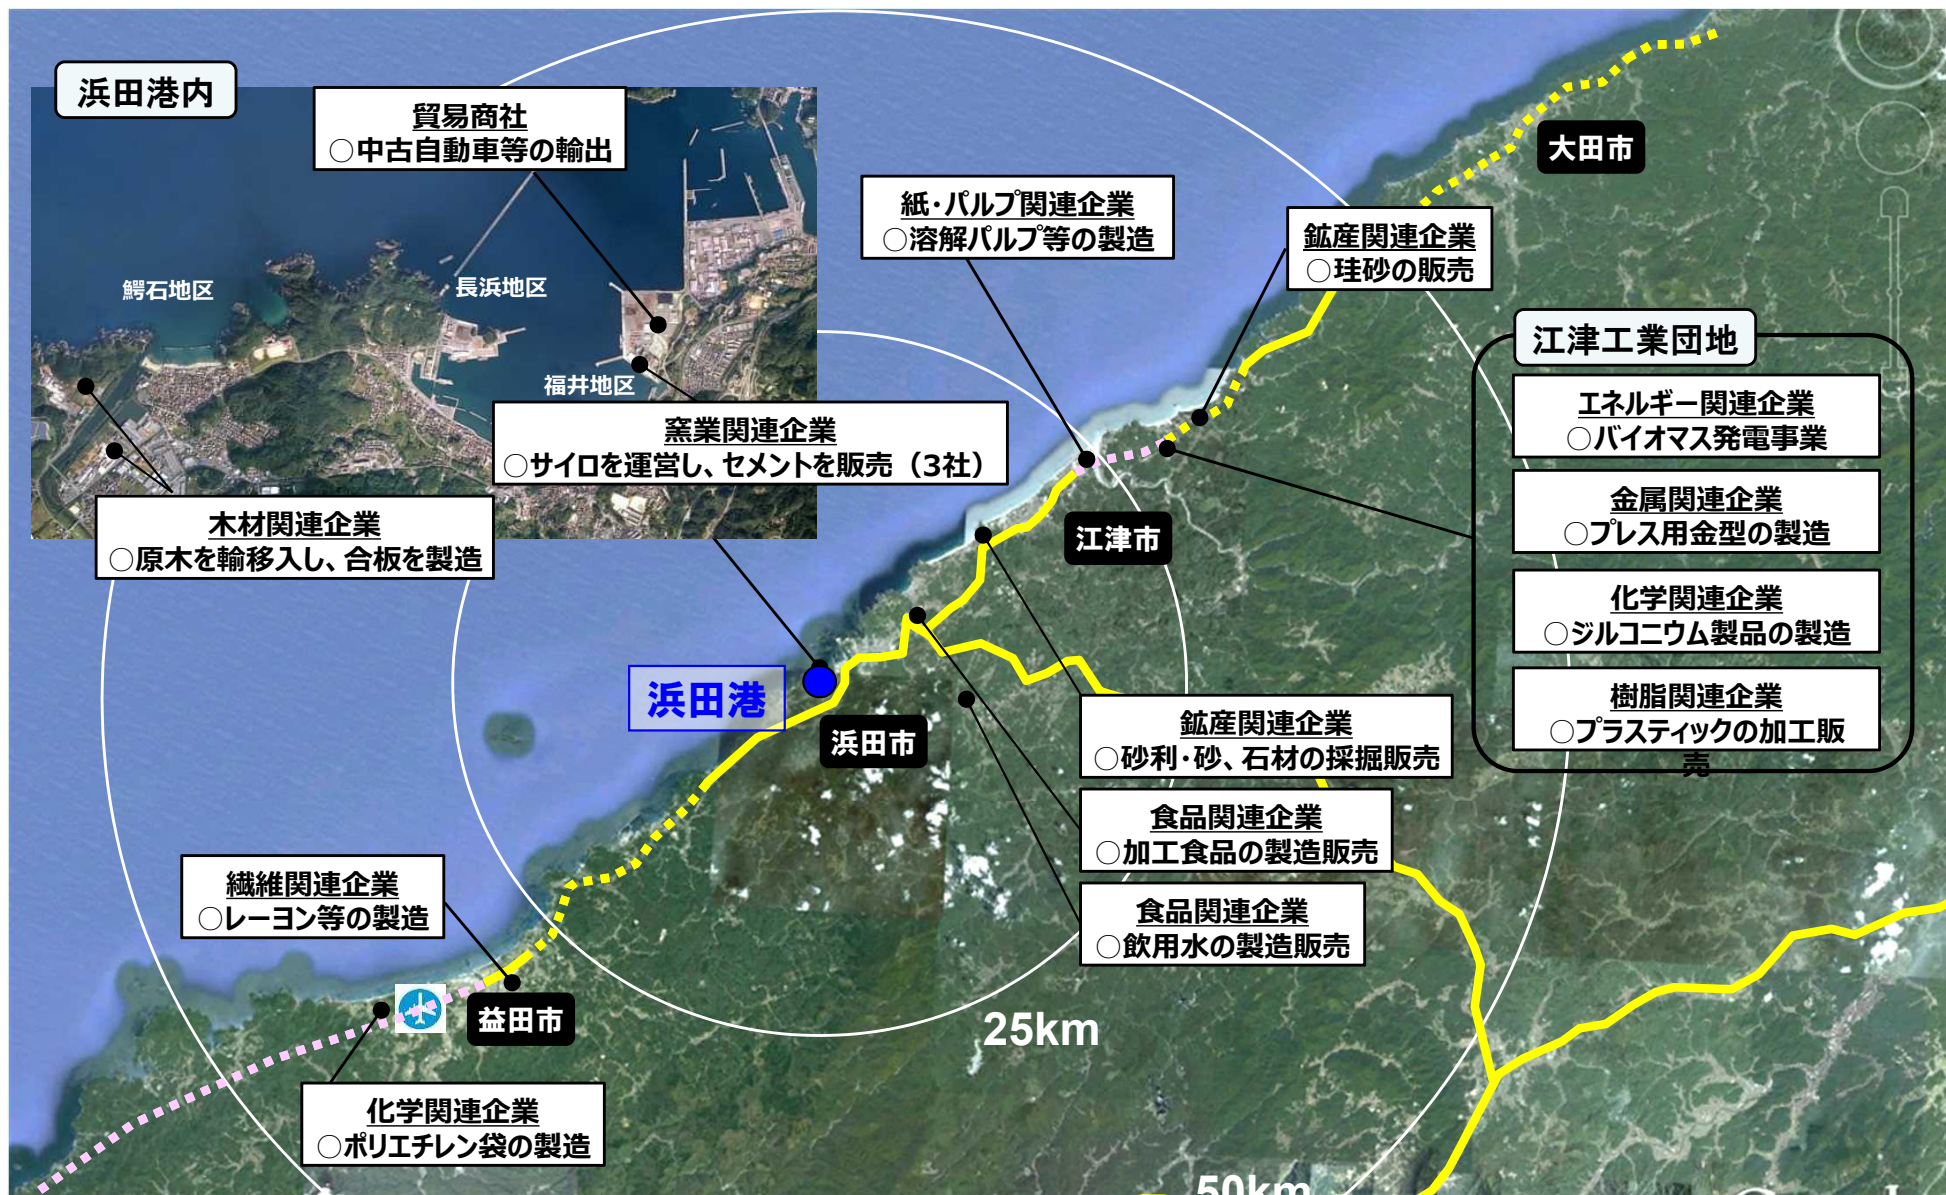 浜田港内
貿易商社
○中古自動車等の輸出
鰐石地区
長浜地区
福井地区
窯業関連企業
○サイロを運営し、セメントを販売（3社）
木材関連企業
○原木を輸移入し、合板を製造
紙・パルプ関連企業
○溶解パルプ等の製造
鉱産関連企業
○珪砂の販売
大田市
江津工業団地
エネルギー関連企業
○バイオマス発電事業
金属関連企業
○プレス用金型の製造
化学関連企業
○ジルコニウム製品の製造
樹脂関連企業
○プラスティックの加工販
売
江津市
浜田港
浜田市
鉱産関連企業
○砂利・砂、石材の採掘販売
食品関連企業
○加工食品の製造販売
食品関連企業
○飲用水の製造販売
繊維関連企業
○レーヨン等の製造
益田市
化学関連企業
○ポリエチレン袋の製造
25km
50km